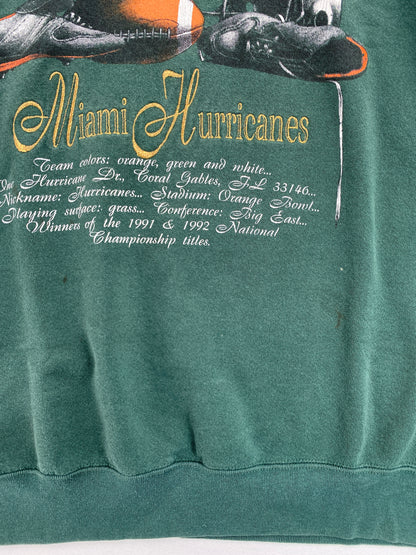 Miami Hurricanes
Team colors: orange, green and white...
One Hurricane Dr., Coral Gables, FL 33146...
Nickname: Hurricanes... Stadium: Orange Bowl...
Playing surface: grass... Conference: Big East...
Winners of the 1991 & 1992 National
Championship titles.